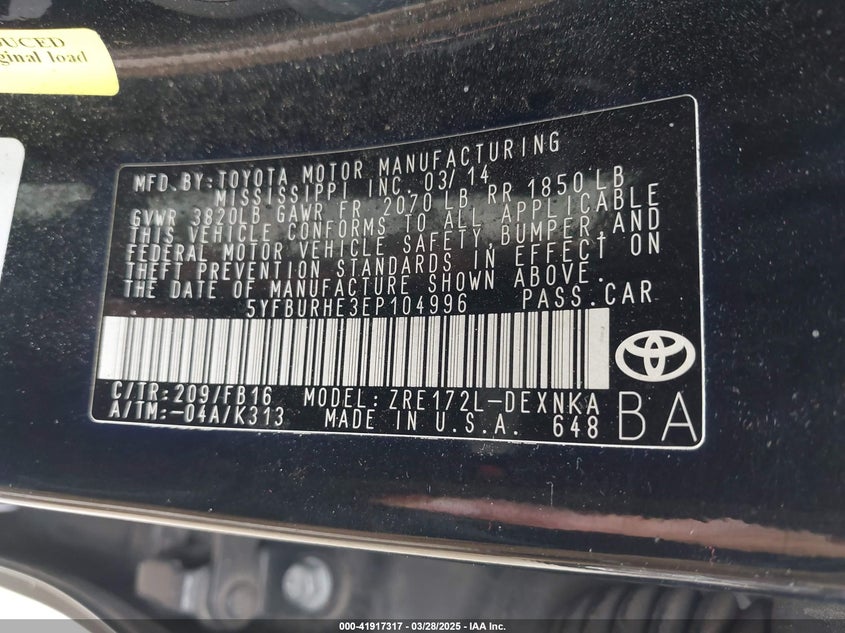 UCED
ginal load
MFD.BY:TOYOTA MOTOR MANUFACTURING
MISSISSIPPI INC. 03/14
GVWR 3820LB GAWR FR 2070 LB RR 1850 LB
THIS VEHICLE CONFORMS TO ALL APPLICABLE
FEDERAL MOTOR VEHICLE SAFETY,BUMPER,AND
THEFT PREVENTION STANDARDS IN EFFECT ON
THE DATE OF MANUFACTURE SHOWN ABOVE.
5YFBURHE3EP104996 PASS.CAR
C/TR:209/FB16 MODEL:ZRE172L-DEXNKA
A/TM:-04A/K313 MADE IN U.S.A. 648 BA
000-41917317 | 03/28/2025 - IAA Inc.